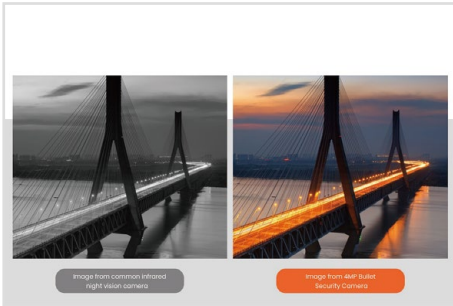 image from common infrared
night vision camera
image from 4MP Bullet
Security Camera